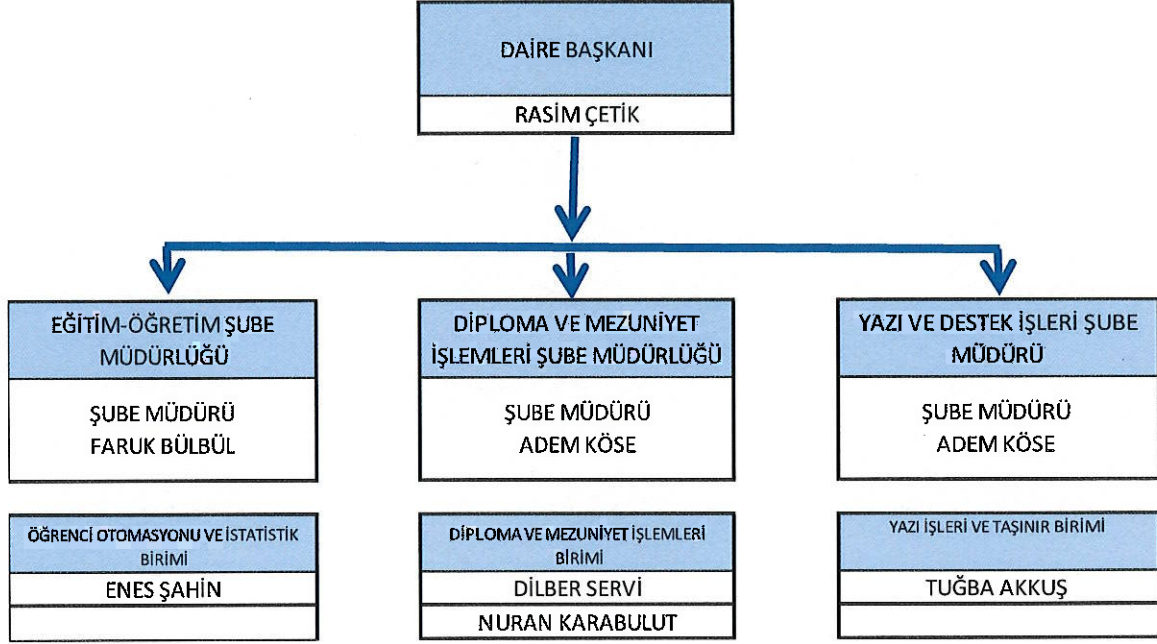 DAİRE BAŞKANI
RASİM ÇETİK
EĞİTİM-ÖĞRETİM ŞUBE
MÜDÜRLÜĞÜ
ŞUBE MÜDÜRÜ
FARUK BÜLBÜL
DİPLOMA VE MEZUNİYET
İŞLEMLERİ ŞUBE MÜDÜRLÜĞÜ
ŞUBE MÜDÜRÜ
ADEM KÖSE
YAZI VE DESTEK İŞLERİ ŞUBE
MÜDÜRÜ
ŞUBE MÜDÜRÜ
ADEM KÖSE
ÖĞRENCİ OTOMASYONU VE İSTATİSTİK
BİRİMİ
ENES ŞAHİN
DİPLOMA VE MEZUNİYET İŞLEMLERİ
BİRİMİ
DİLBER SERVİ
NURAN KARABULUT
YAZI İŞLERİ VE TAŞINIR BİRİMİ
TUĞBA AKKUŞ